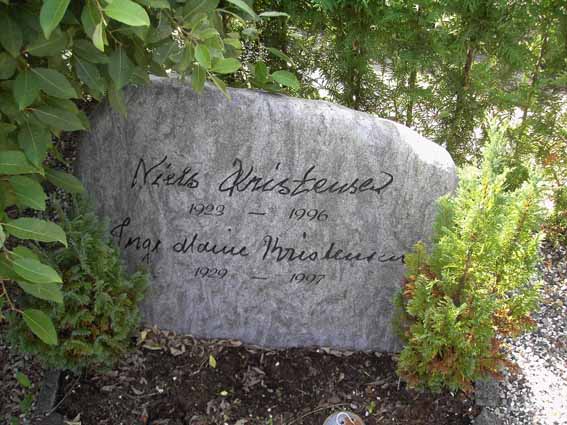 Niels Kristensen
1923 — 1996
Inge Marie Kristensen
1929 — 1997